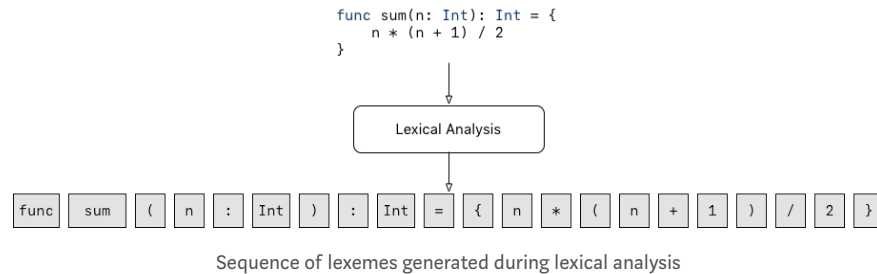 func sum(n: Int): Int = {
n * (n + 1) / 2
}
Lexical Analysis
func sum ( n : Int ) : Int = { n * ( n + 1 ) / 2 }
Sequence of lexemes generated during lexical analysis